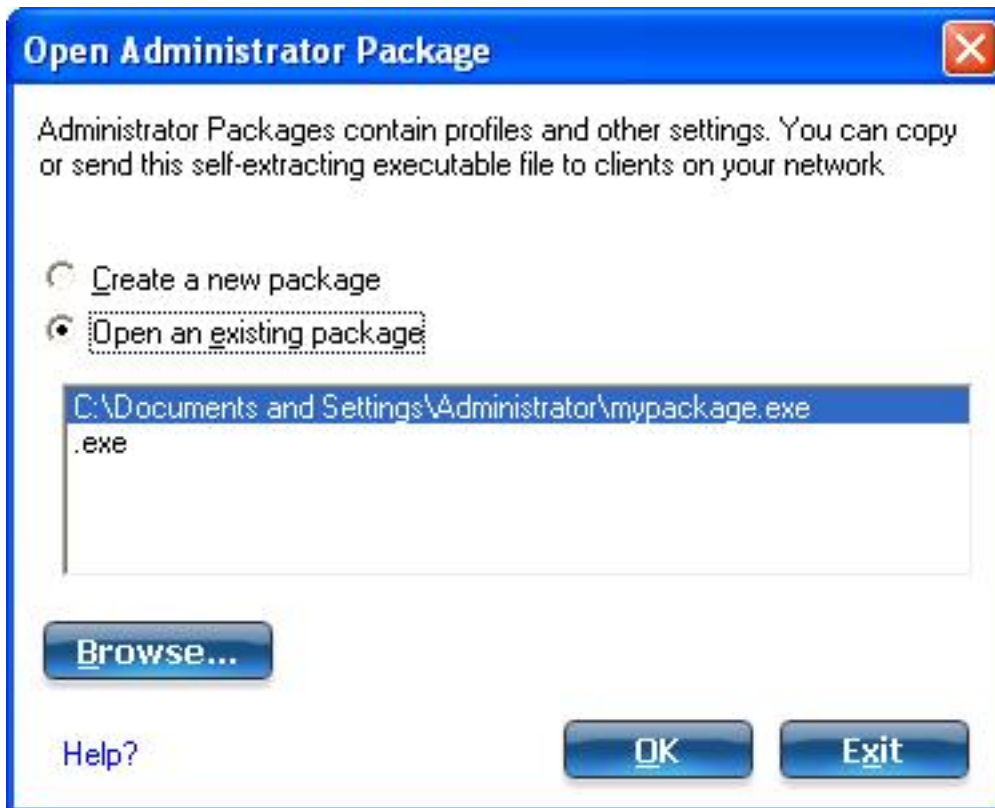 Open Administrator Package
Administrator Packages contain profiles and other settings. You can copy
or send this self-extracting executable file to clients on your network
Create a new package
Open an existing package
C:\Documents and Settings\Administrator\mypackage.exe
.exe
Browse...
Help?
OK
Exit